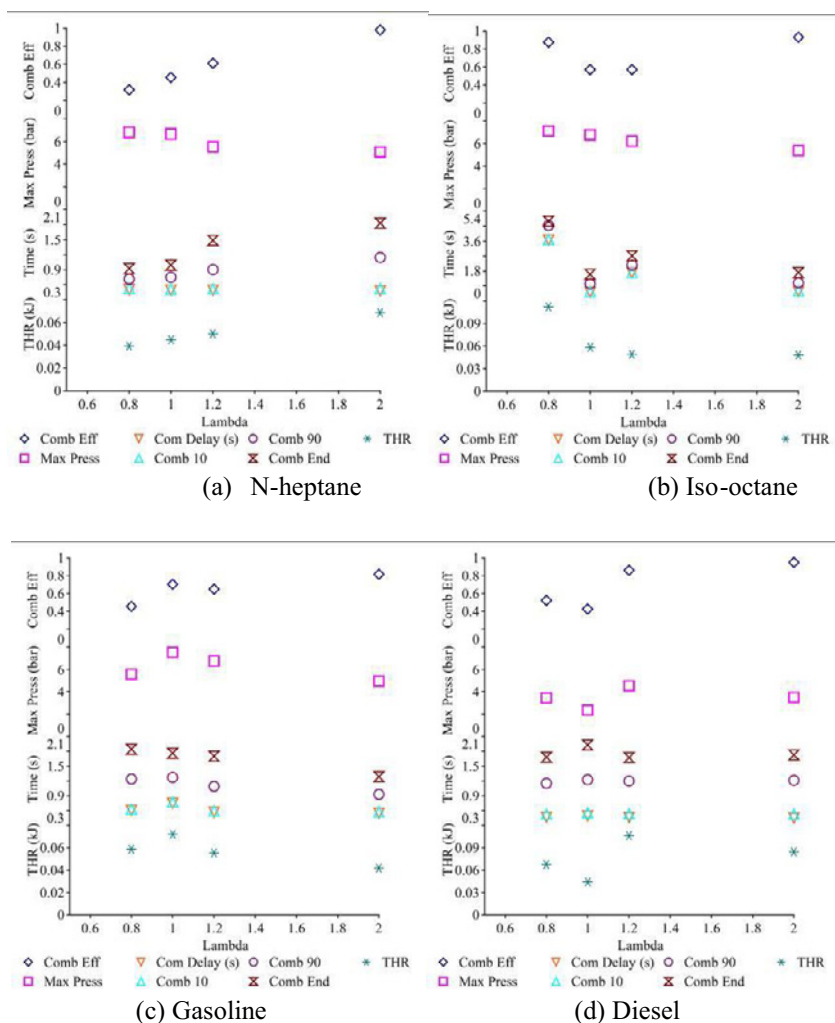 1
0.8
0.6
0.4
0
Comb Eff
6
4
0
Max Press (bar)
2.1
1.5
0.9
0.3
Time (s)
0.06
0.04
0.02
0
THR (kJ)
0.6 0.8 1 1.2 1.4 1.6 1.8 2
Lambda
Comb Eff Com Delay (s) Comb 90 THR
Max Press Comb 10 Comb End
(a) N-heptane
1
0.8
0.6
0.4
0
Comb Eff
6
4
0
Max Press (bar)
5.4
3.6
1.8
0
Time (s)
0.09
0.06
0.03
0
THR (kJ)
0.6 0.8 1 1.2 1.4 1.6 1.8 2
Lambda
Comb Eff Com Delay (s) Comb 90 THR
Max Press Comb 10 Comb End
(b) Iso-octane
1
0.8
0.6
0.4
0
Comb Eff
6
4
0
Max Press (bar)
2.1
1.5
0.9
0.3
Time (s)
0.06
0.04
0.02
0
THR (kJ)
0.6 0.8 1 1.2 1.4 1.6 1.8 2
Lambda
Comb Eff Com Delay (s) Comb 90 THR
Max Press Comb 10 Comb End
(c) Gasoline
1
0.8
0.6
0.4
0
Comb Eff
6
4
0
Max Press (bar)
2.1
1.5
0.9
0.3
Time (s)
0.09
0.06
0.03
0
THR (kJ)
0.6 0.8 1 1.2 1.4 1.6 1.8 2
Lambda
Comb Eff Com Delay (s) Comb 90 THR
Max Press Comb 10 Comb End
(d) Diesel